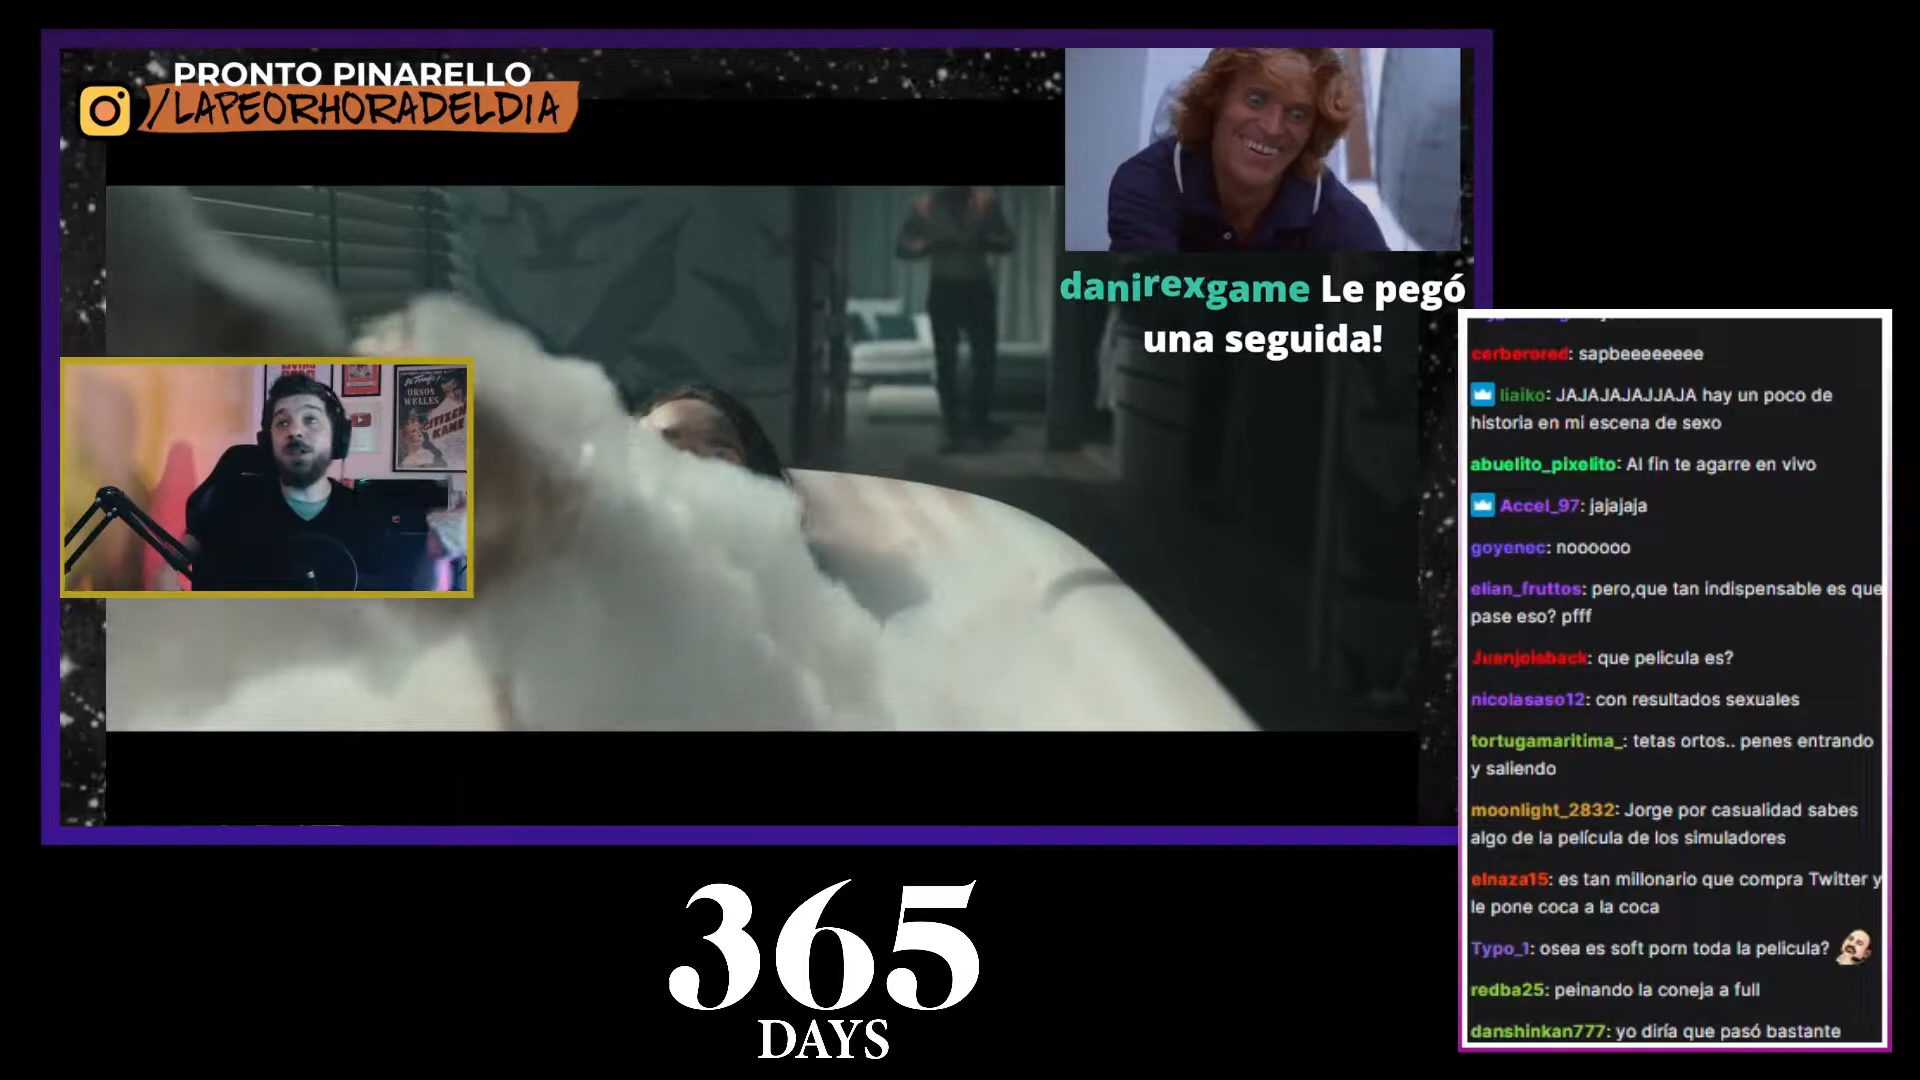 PRONTO PINARELLO
/LAPEORHORADELDIA
danirexgame Le pegó
una seguida!
ORSON
WELLES
CITIZEN
KANE
cerberored: sapbeeeeeeee
liaiko: JAJAJAJAJJAJA hay un poco de
historia en mi escena de sexo
abuelito_pixelito: Al fin te agarre en vivo
Accel_97: jajajaja
goyenec: noooooo
elian_fruttos: pero,que tan indispensable es que
pase eso? pfff
Juanjoisback: que pelicula es?
nicolasaso12: con resultados sexuales
tortugamaritima_: tetas ortos.. penes entrando
y saliendo
moonlight_2832: Jorge por casualidad sabes
algo de la película de los simuladores
elnaza15: es tan millonario que compra Twitter y
le pone coca a la coca
Typo_1: osea es soft porn toda la pelicula?
redba25: peinando la coneja a full
danshinkan777: yo diría que pasó bastante
365
DAYS